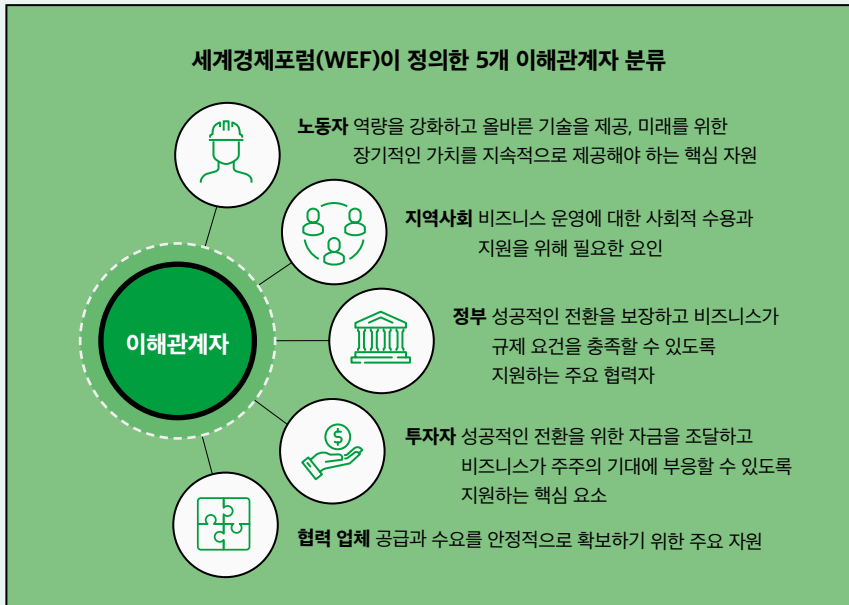 세계경제포럼(WEF)이 정의한 5개 이해관계자 분류
노동자 역량을 강화하고 올바른 기술을 제공, 미래를 위한
장기적인 가치를 지속적으로 제공해야 하는 핵심 자원
지역사회 비즈니스 운영에 대한 사회적 수용과
지원을 위해 필요한 요인
이해관계자
정부 성공적인 전환을 보장하고 비즈니스가
규제 요건을 충족할 수 있도록
지원하는 주요 협력자
$
투자자 성공적인 전환을 위한 자금을 조달하고
비즈니스가 주주의 기대에 부응할 수 있도록
지원하는 핵심 요소
협력 업체 공급과 수요를 안정적으로 확보하기 위한 주요 자원